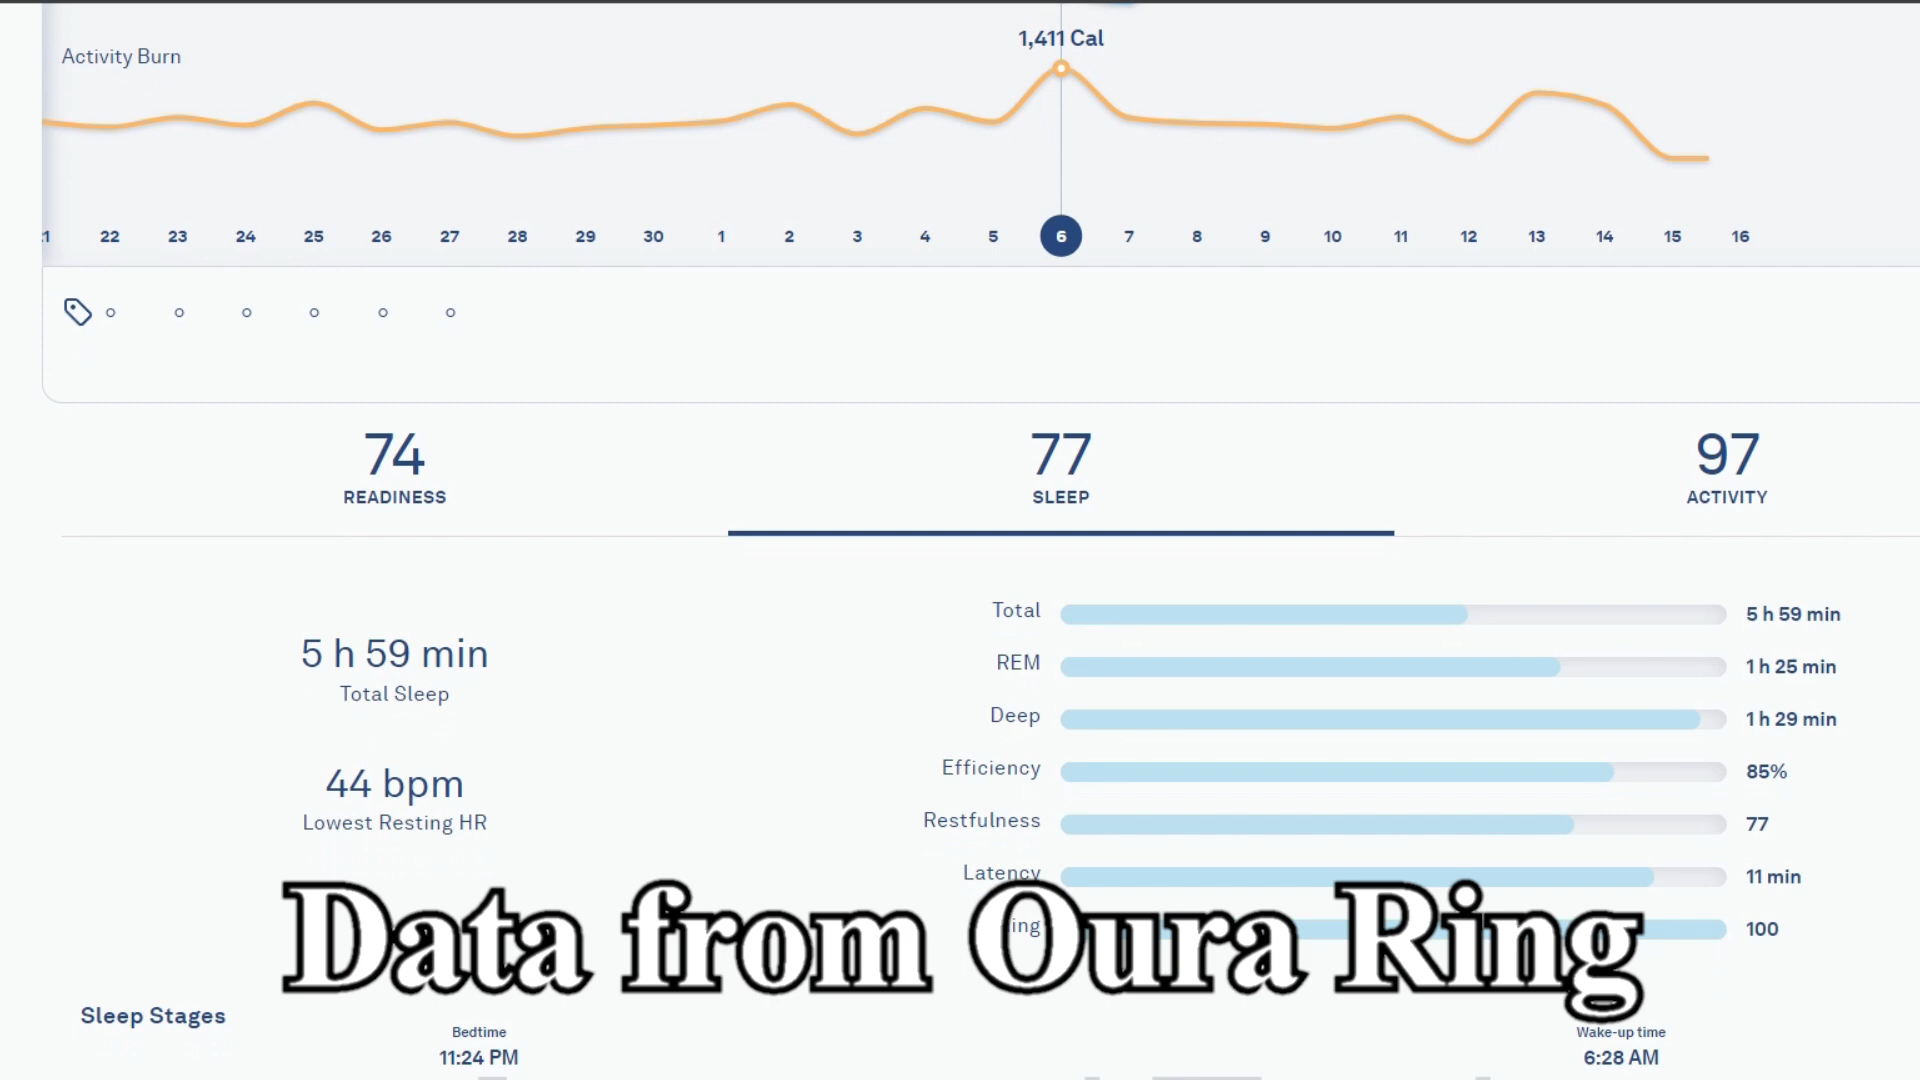 1,411 Cal
Activity Burn
22 23 24 25 26 27 28 29 30 1 2 3 4 5 6 7 8 9 10 11 12 13 14 15 16
74 77 97
READINESS SLEEP ACTIVITY
Total 5 h 59 min
5 h 59 min
Total Sleep
REM 1 h 25 min
Deep 1 h 29 min
Efficiency 85%
44 bpm
Lowest Resting HR
Restfulness 77
Latency 11 min
100
Data from Oura Ring
Sleep Stages
Bedtime Wake-up time
11:24 PM 6:28 AM